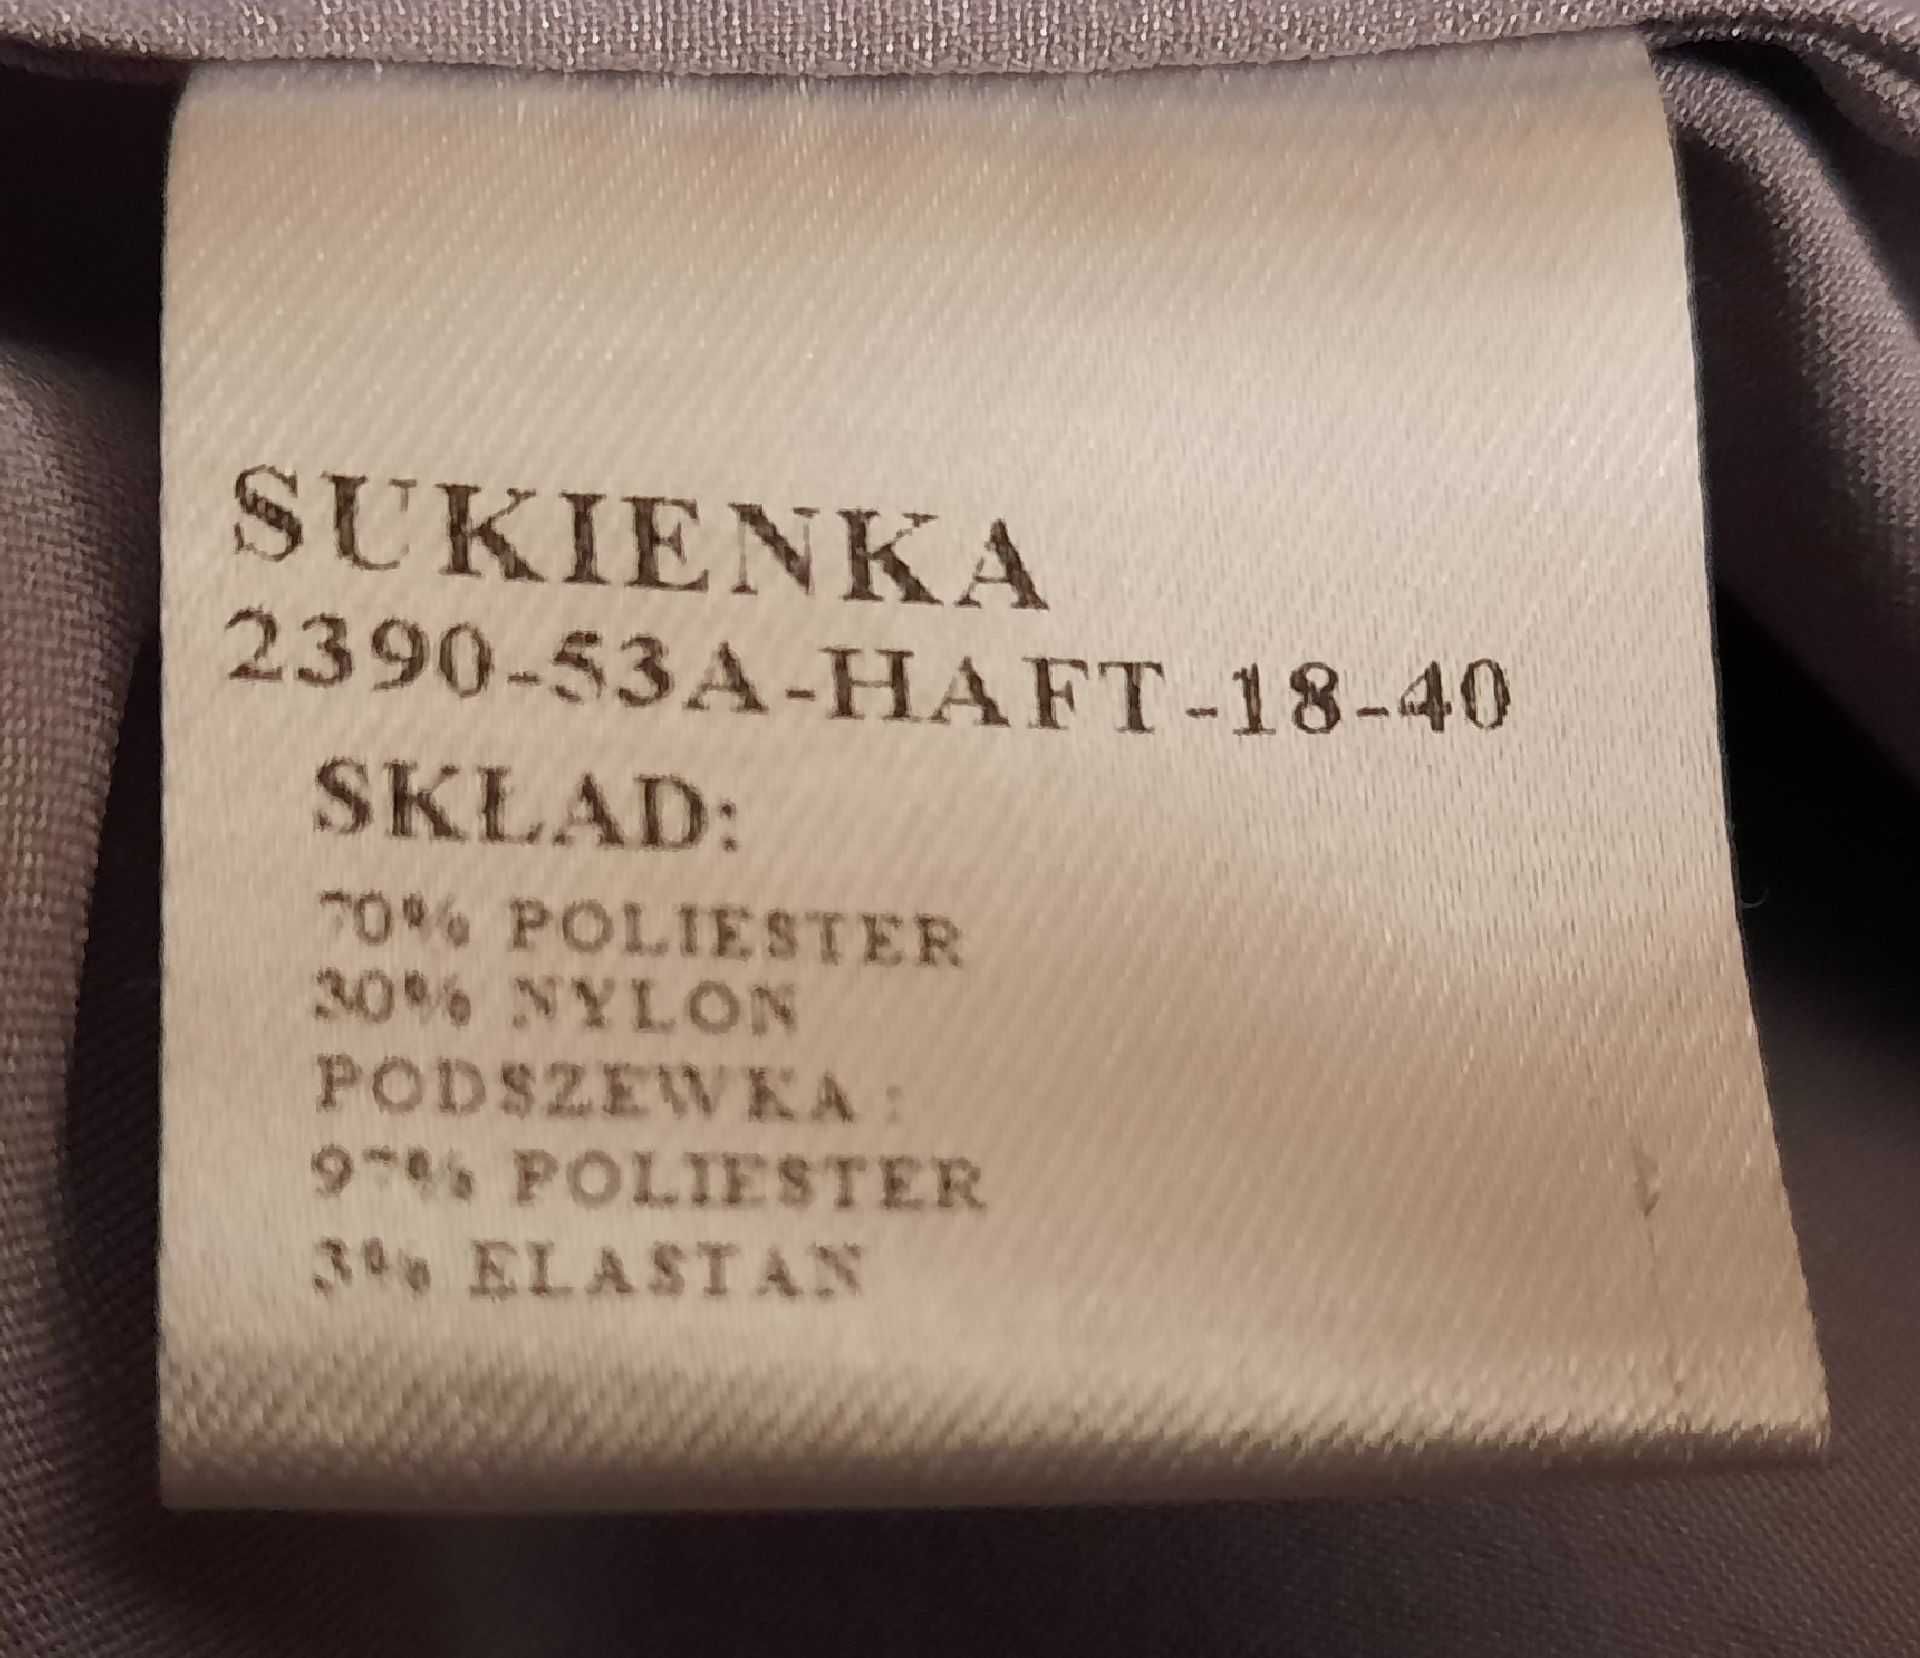 SUKIENKA
2390-53A-HAFT-18-40
SKŁAD:
70% POLIESTER
30% NYLON
PODSZEWKA :
97% POLIESTER
3% ELASTAN